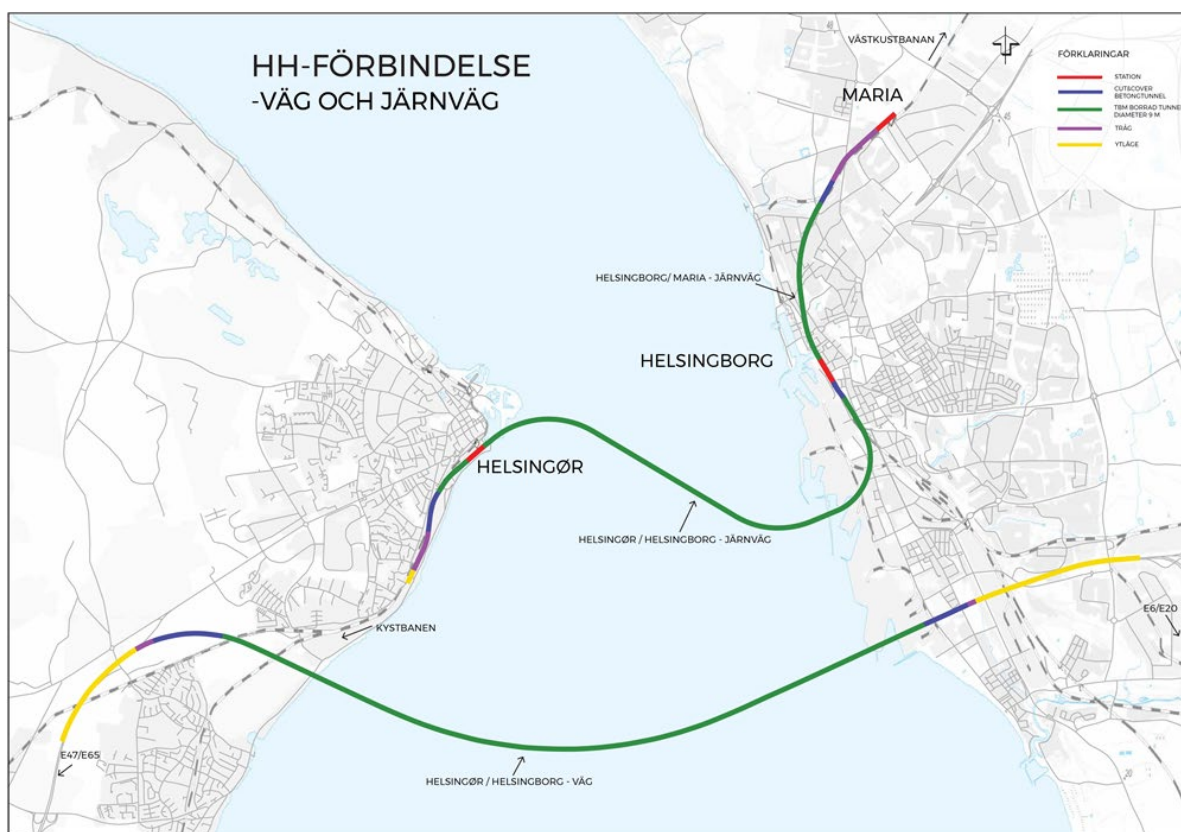 HH-FÖRBINDELSE
-VÄG OCH JÄRNVÄG
VÄSTKUSTBANAN
FÖRKLARINGAR
STATION
CUT&COVER
BETONGTUNNEL
TBM BORRAD TUNNE
DIAMETER 9 M
TRÅG
YTLÄGE
MARIA
HELSINGBORG/ MARIA - JÄRNVÄG
HELSINGBORG
HELSINGØR
HELSINGØR / HELSINGBORG - JÄRNVÄG
E6/E20
KYSTBANEN
E47/E65
HELSINGØR / HELSINGBORG - VÄG